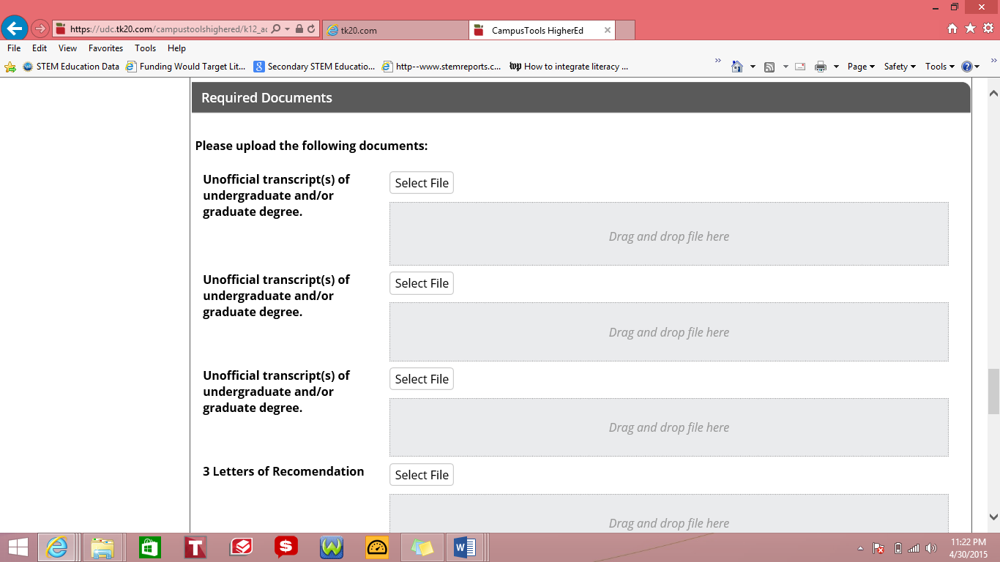 https://udc.tk20.com/campustoolshighered/k12_a
tk20.com
CampusTools HigherEd
File Edit View Favorites Tools Help
STEM Education Data
Funding Would Target Lit...
Secondary STEM Educatio...
http--www.stemreports.c...
How to integrate literacy ...
Page
Safety
Tools
Required Documents
Please upload the following documents:
Unofficial transcript(s) of
undergraduate and/or
graduate degree.
Select File
Drag and drop file here
Unofficial transcript(s) of
undergraduate and/or
graduate degree.
Select File
Drag and drop file here
Unofficial transcript(s) of
undergraduate and/or
graduate degree.
Select File
Drag and drop file here
3 Letters of Recomendation
Select File
Drag and drop file here
11:22 PM
4/30/2015